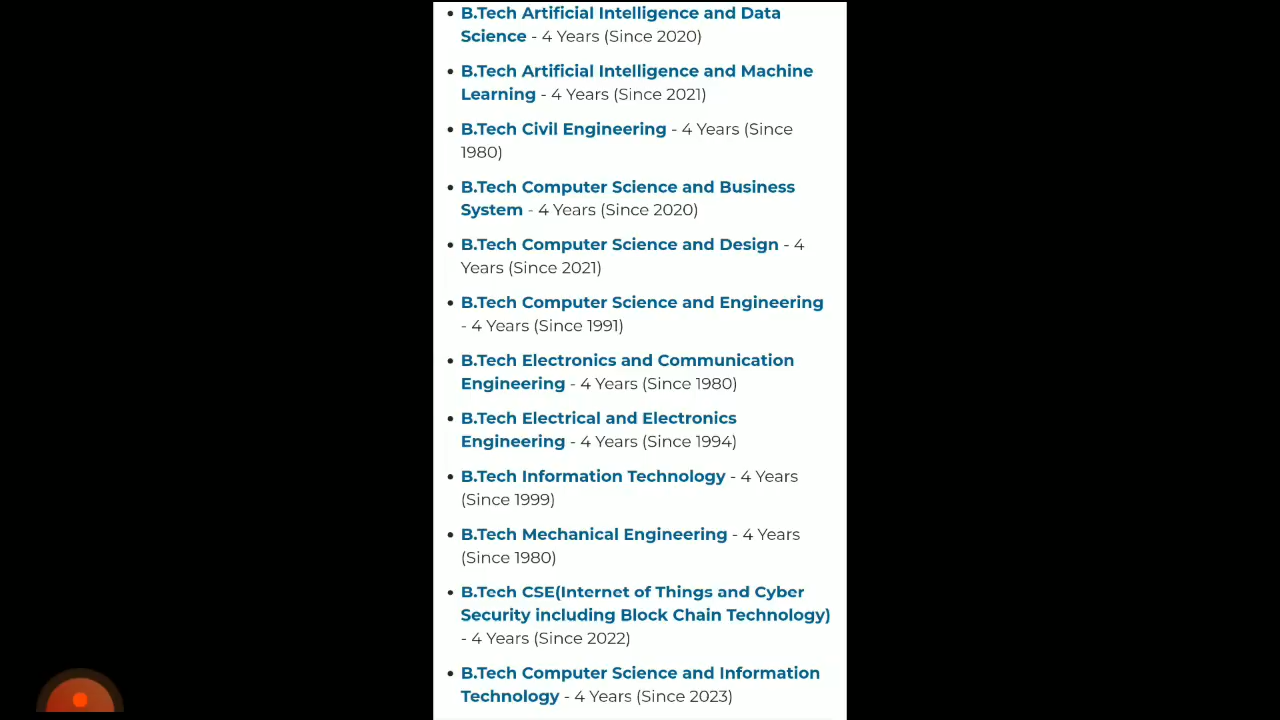 B.Tech Artificial Intelligence and Data
Science - 4 Years (Since 2020)
B.Tech Artificial Intelligence and Machine
Learning - 4 Years (Since 2021)
B.Tech Civil Engineering - 4 Years (Since
1980)
B.Tech Computer Science and Business
System - 4 Years (Since 2020)
B.Tech Computer Science and Design - 4
Years (Since 2021)
B.Tech Computer Science and Engineering
- 4 Years (Since 1991)
B.Tech Electronics and Communication
Engineering - 4 Years (Since 1980)
B.Tech Electrical and Electronics
Engineering - 4 Years (Since 1994)
B.Tech Information Technology - 4 Years
(Since 1999)
B.Tech Mechanical Engineering - 4 Years
(Since 1980)
B.Tech CSE(Internet of Things and Cyber
Security including Block Chain Technology)
- 4 Years (Since 2022)
B.Tech Computer Science and Information
Technology - 4 Years (Since 2023)